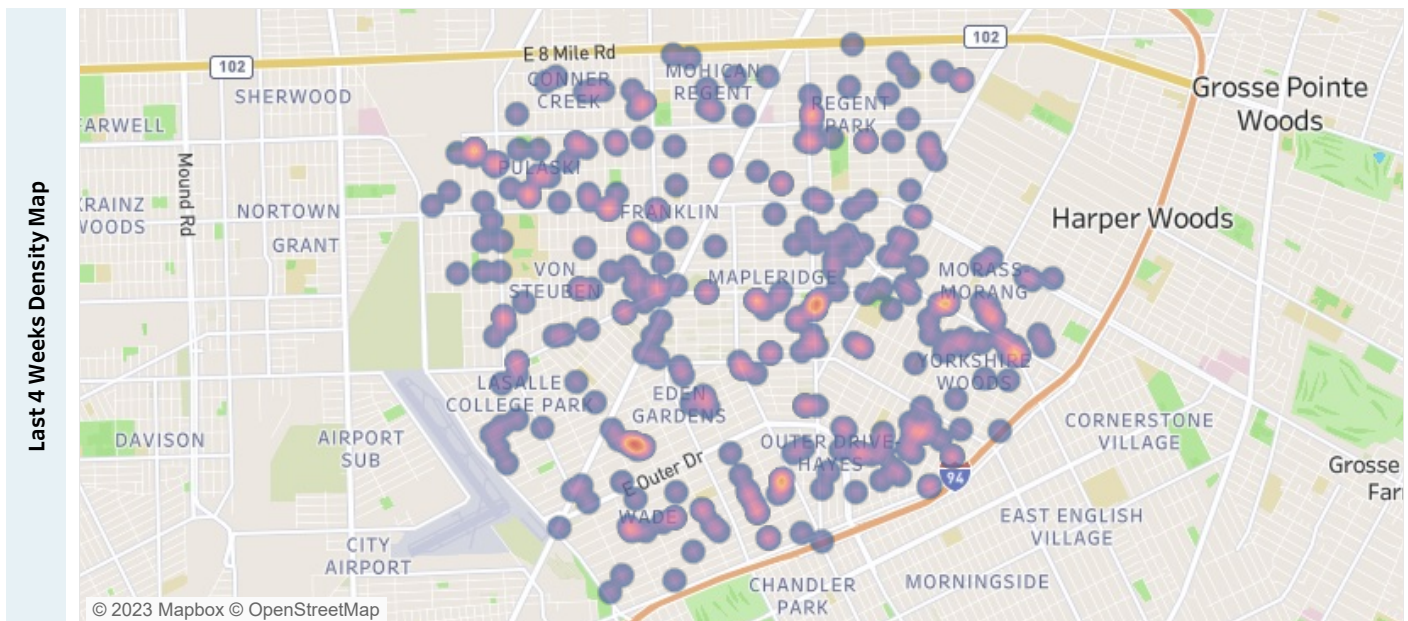 Last 4 Weeks Density Map
102
E 8 Mile Rd
102
SHERWOOD
CONNER
CREEK
MOHICAN
REGENT
REGENT
PARK
Grosse Pointe
Woods
FARWELL
Mound Rd
PULASKI
KRAINZ
WOODS
NORTOWN
GRANT
FRANKLIN
Harper Woods
VON
STEUBEN
MAPLERIDGE
MORASS-
MORANG
YORKSHIRE
WOODS
LASALLE
COLLEGE PARK
EDEN
GARDENS
DAVISON
AIRPORT
SUB
OUTER DRIVE-
HAYES
CORNERSTONE
VILLAGE
E Outer Dr
94
Grosse
Far
WADE
EAST ENGLISH
VILLAGE
CITY
AIRPORT
CHANDLER
PARK
MORNINGSIDE
© 2023 Mapbox © OpenStreetMap